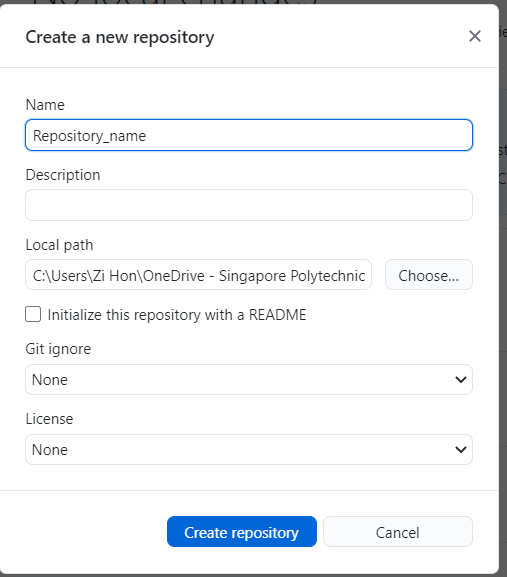 Create a new repository
Name
Repository_name
Description
Local path
C:\Users\Zi Hon\OneDrive - Singapore Polytechnic
Choose...
Initialize this repository with a README
Git ignore
None
License
None
Create repository
Cancel